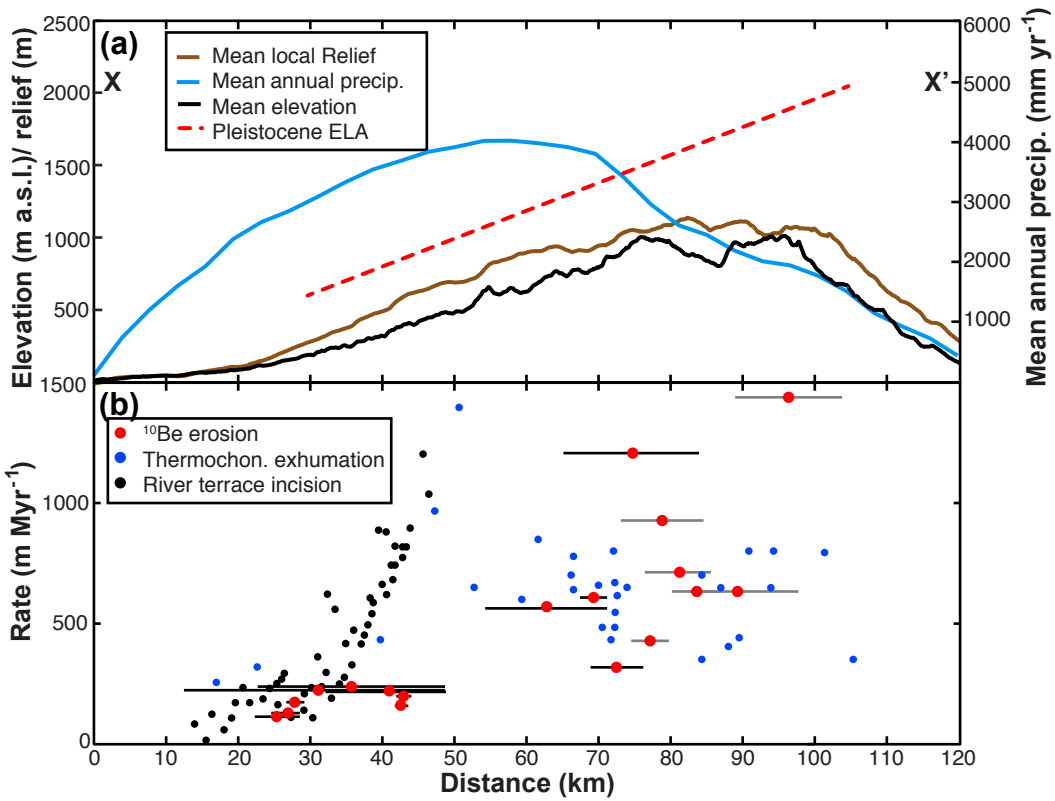 (a)
X
X'
Mean local Relief
Mean annual precip.
Mean elevation
Pleistocene ELA
Elevation (m a.s.l.)/ relief (m)
2500
2000
1500
1000
500
Mean annual precip. (mm yr⁻¹)
6000
5000
4000
3000
2000
1000
(b)
¹⁰Be erosion
Thermochon. exhumation
River terrace incision
Rate (m Myr⁻¹)
1500
1000
500
0
0 10 20 30 40 50 60 70 80 90 100 110 120
Distance (km)